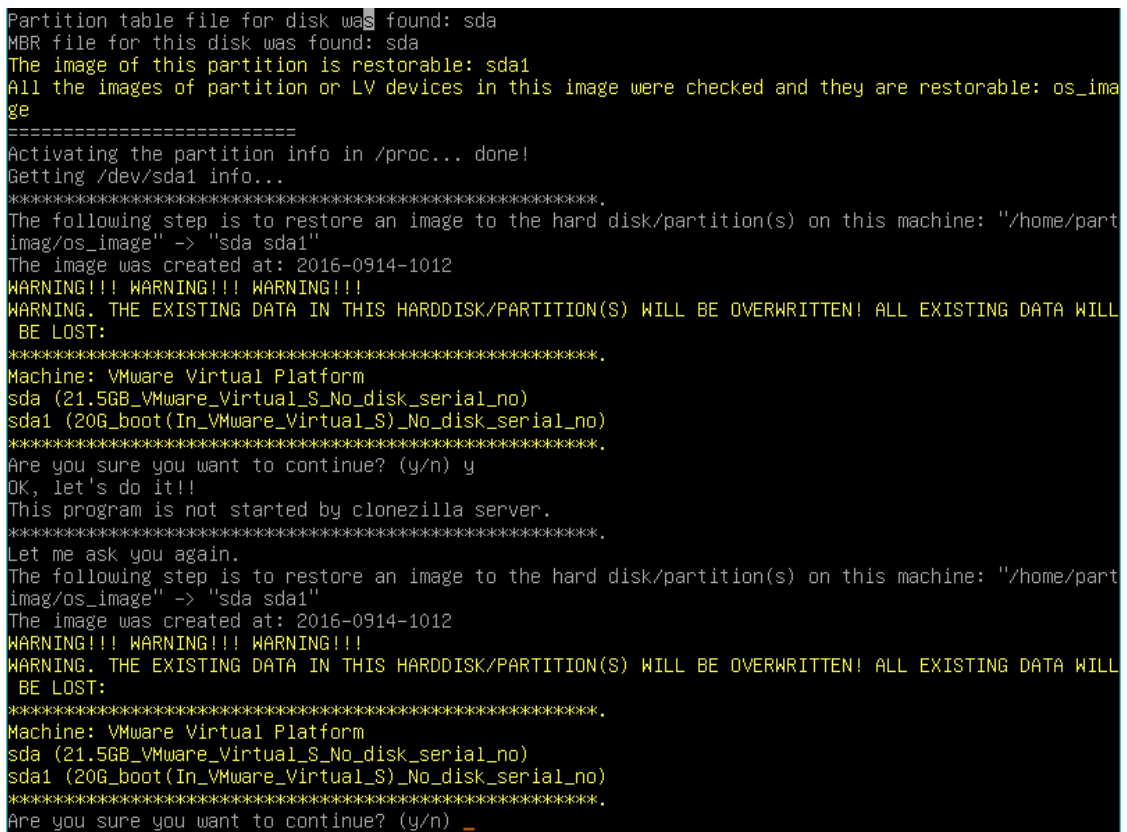 Partition table file for disk was found: sda
MBR file for this disk was found: sda
The image of this partition is restorable: sda1
All the images of partition or LV devices in this image were checked and they are restorable: os_ima
ge
==========================
Activating the partition info in /proc... done!
Getting /dev/sda1 info...
*****************************************************.
The following step is to restore an image to the hard disk/partition(s) on this machine: "/home/part
imag/os_image" -> "sda sda1"
The image was created at: 2016-0914-1012
WARNING!!! WARNING!!! WARNING!!!
WARNING. THE EXISTING DATA IN THIS HARDDISK/PARTITION(S) WILL BE OVERWRITTEN! ALL EXISTING DATA WILL
 BE LOST:
*****************************************************.
Machine: VMware Virtual Platform
sda (21.5GB_VMware_Virtual_S_No_disk_serial_no)
sda1 (20G_boot(In_VMware_Virtual_S)_No_disk_serial_no)
*****************************************************.
Are you sure you want to continue? (y/n) y
OK, let's do it!!
This program is not started by clonezilla server.
*****************************************************.
Let me ask you again.
The following step is to restore an image to the hard disk/partition(s) on this machine: "/home/part
imag/os_image" -> "sda sda1"
The image was created at: 2016-0914-1012
WARNING!!! WARNING!!! WARNING!!!
WARNING. THE EXISTING DATA IN THIS HARDDISK/PARTITION(S) WILL BE OVERWRITTEN! ALL EXISTING DATA WILL
 BE LOST:
*****************************************************.
Machine: VMware Virtual Platform
sda (21.5GB_VMware_Virtual_S_No_disk_serial_no)
sda1 (20G_boot(In_VMware_Virtual_S)_No_disk_serial_no)
*****************************************************.
Are you sure you want to continue? (y/n) _